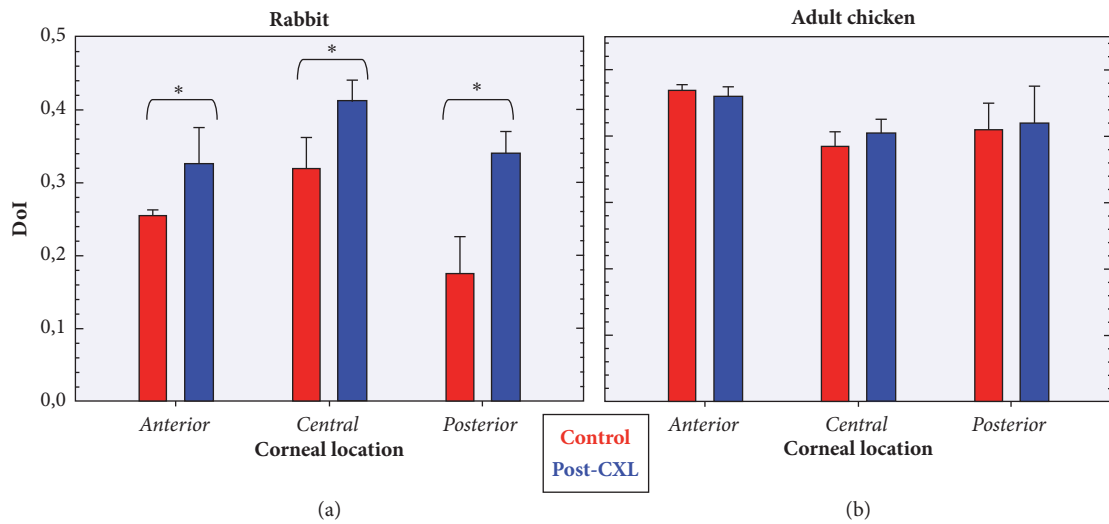 Rabbit
Adult chicken
0,5
0,4
0,3
0,2
0,1
0,0
DoI
*
*
*
Anterior
Central
Posterior
Corneal location
Anterior
Central
Posterior
Corneal location
Control
Post-CXL
(a)
(b)